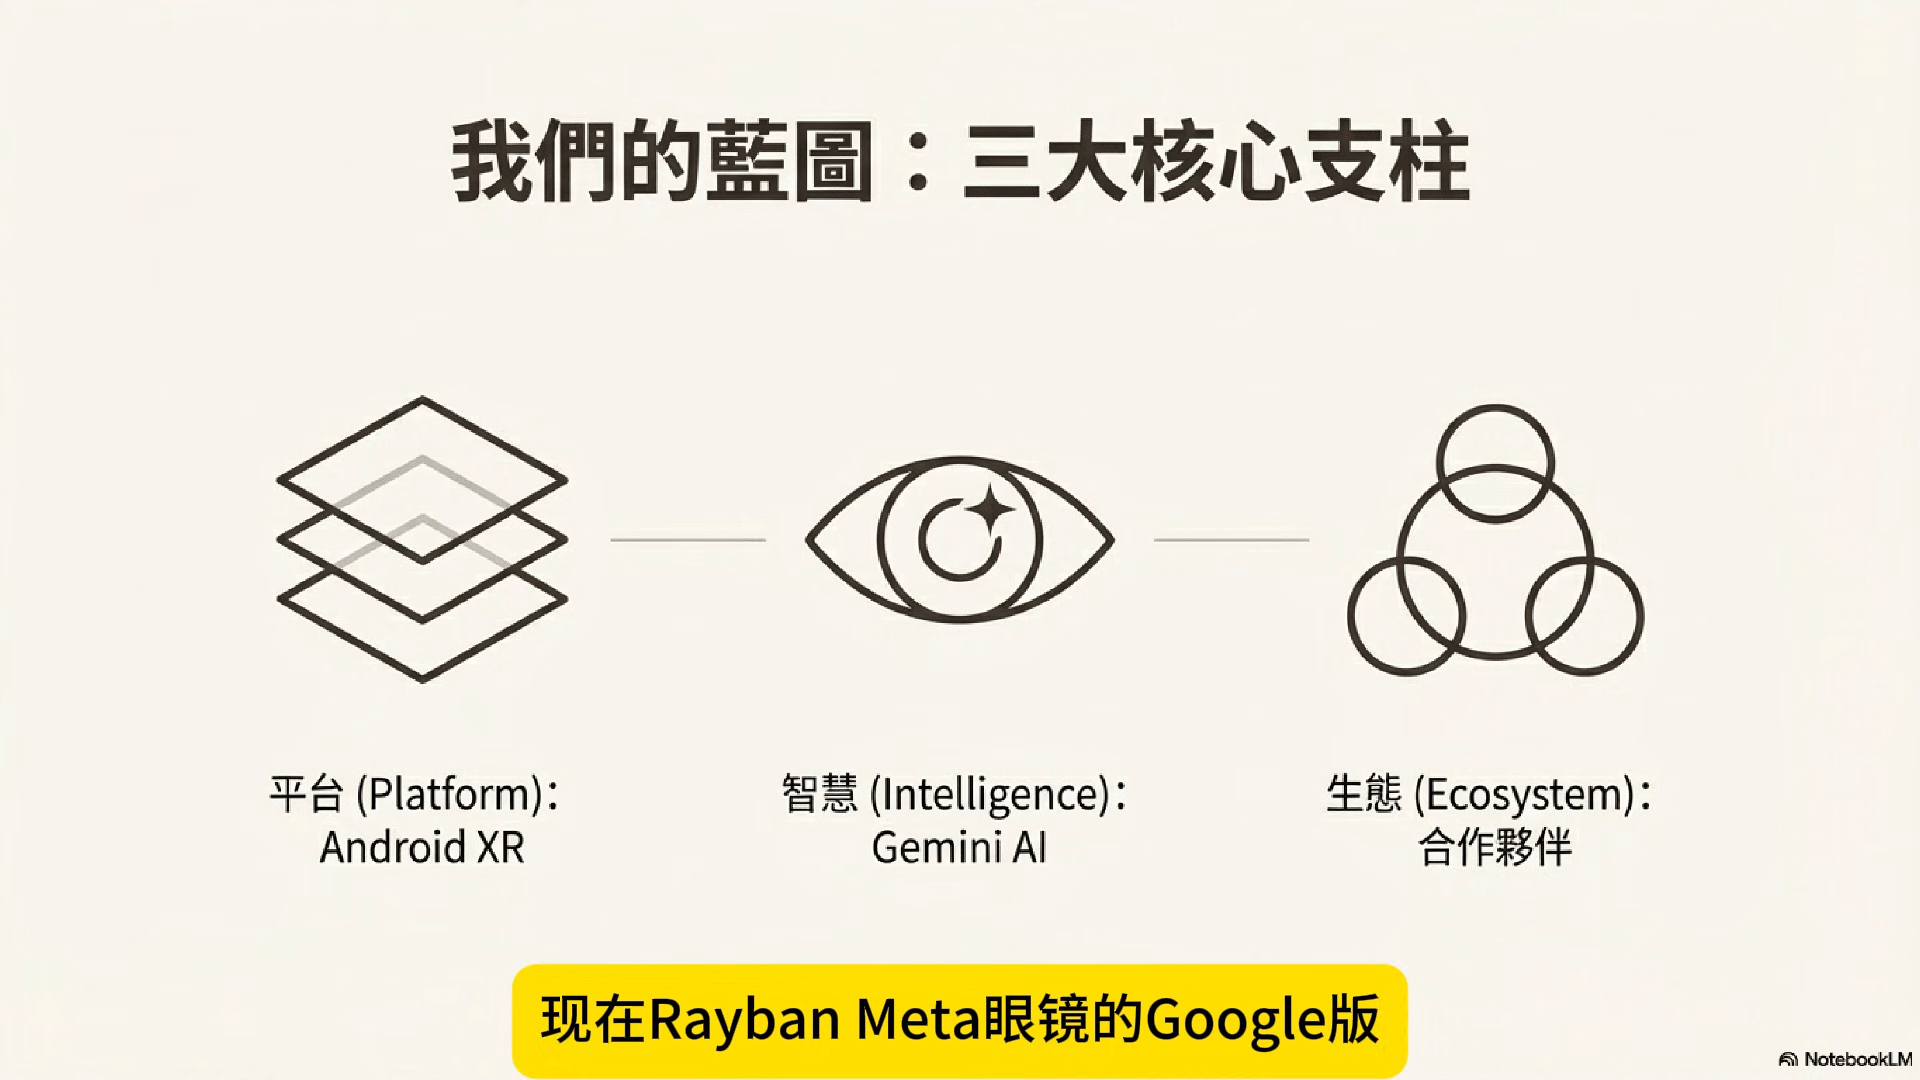 我們的藍圖：三大核心支柱
平台 (Platform)：
Android XR
智慧 (Intelligence)：
Gemini AI
生態 (Ecosystem)：
合作夥伴
现在Rayban Meta眼镜的Google版
NotebookLM